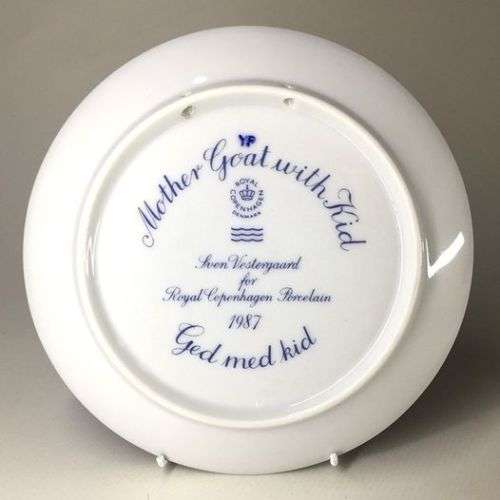 YP
Mother Goat with Kid
ROYAL
COPENHAGEN
DENMARK
Sven Vestergaard
for
Royal Copenhagen Porcelain
1987
Ged med kid